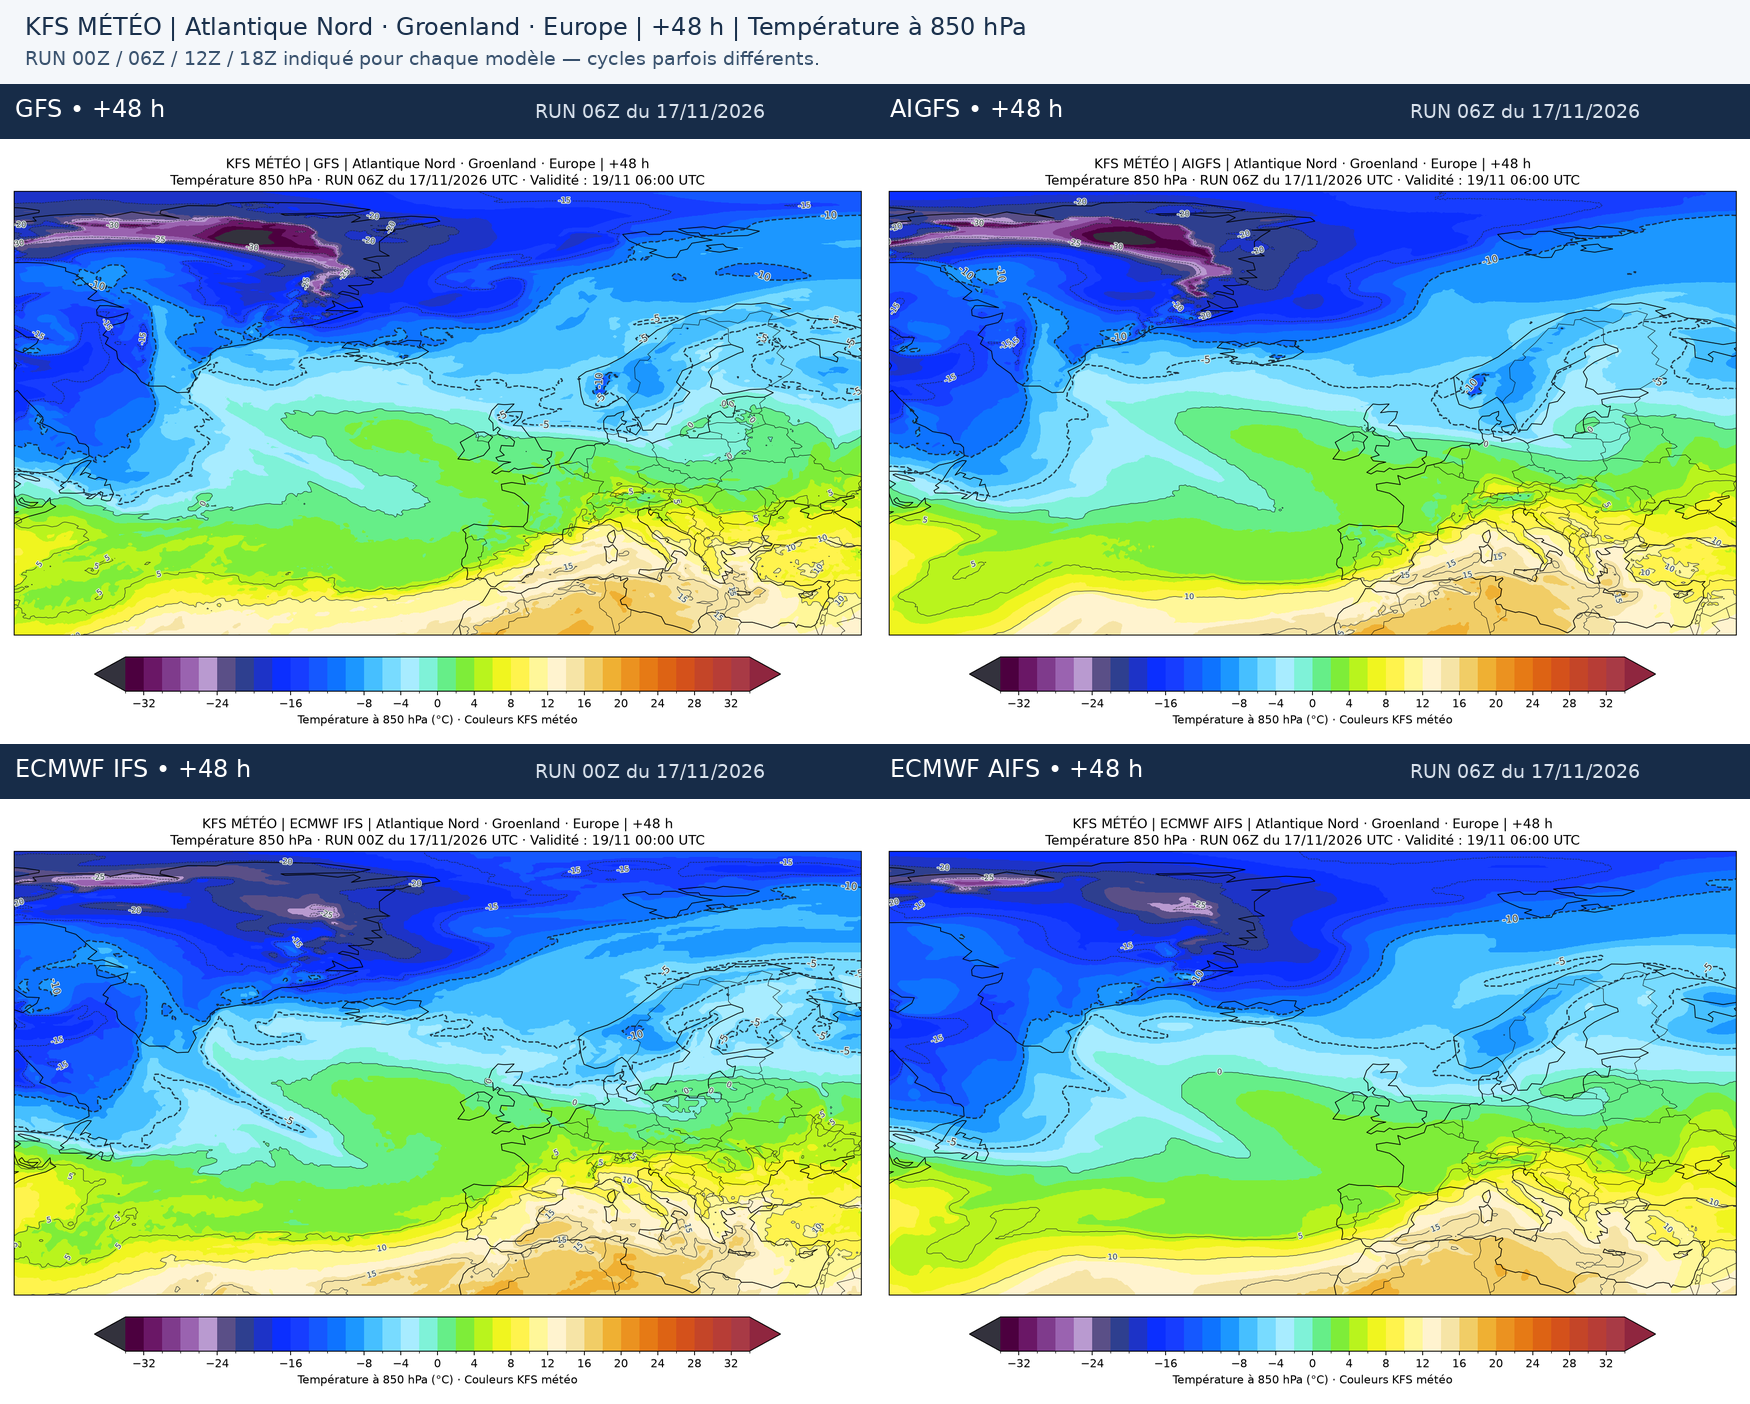 KFS MÉTÉO | Atlantique Nord · Groenland · Europe | +48 h | Température à 850 hPa
RUN 00Z / 06Z / 12Z / 18Z indiqué pour chaque modèle — cycles parfois différents.
GFS • +48 h
RUN 06Z du 17/11/2026
KFS MÉTÉO | GFS | Atlantique Nord · Groenland · Europe | +48 h
Température 850 hPa · RUN 06Z du 17/11/2026 UTC · Validité : 19/11 06:00 UTC
−32 −24 −16 −8 −4 0 4 8 12 16 20 24 28 32
Température à 850 hPa (°C) · Couleurs KFS météo
AIGFS • +48 h
RUN 06Z du 17/11/2026
KFS MÉTÉO | AIGFS | Atlantique Nord · Groenland · Europe | +48 h
Température 850 hPa · RUN 06Z du 17/11/2026 UTC · Validité : 19/11 06:00 UTC
−32 −24 −16 −8 −4 0 4 8 12 16 20 24 28 32
Température à 850 hPa (°C) · Couleurs KFS météo
ECMWF IFS • +48 h
RUN 00Z du 17/11/2026
KFS MÉTÉO | ECMWF IFS | Atlantique Nord · Groenland · Europe | +48 h
Température 850 hPa · RUN 00Z du 17/11/2026 UTC · Validité : 19/11 00:00 UTC
−32 −24 −16 −8 −4 0 4 8 12 16 20 24 28 32
Température à 850 hPa (°C) · Couleurs KFS météo
ECMWF AIFS • +48 h
RUN 06Z du 17/11/2026
KFS MÉTÉO | ECMWF AIFS | Atlantique Nord · Groenland · Europe | +48 h
Température 850 hPa · RUN 06Z du 17/11/2026 UTC · Validité : 19/11 06:00 UTC
−32 −24 −16 −8 −4 0 4 8 12 16 20 24 28 32
Température à 850 hPa (°C) · Couleurs KFS météo